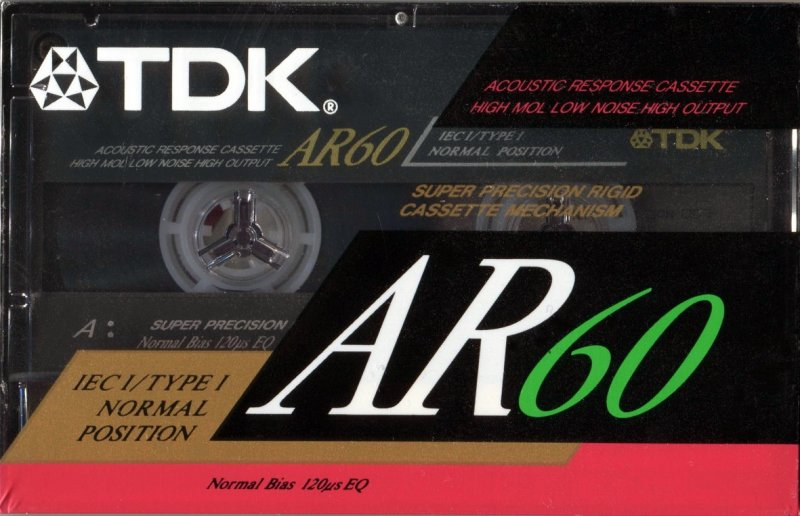 TDK®
ACOUSTIC RESPONSE CASSETTE
HIGH MOL LOW NOISE HIGH OUTPUT
ACOUSTIC RESPONSE CASSETTE
HIGH MOL LOW NOISE HIGH OUTPUT
AR60
IEC I/TYPE I
NORMAL POSITION
TDK
SUPER PRECISION RIGID
CASSETTE MECHANISM
A:
SUPER PRECISION
Normal Bias 120µs EQ
AR60
IEC I/TYPE I
NORMAL
POSITION
Normal Bias 120µs EQ